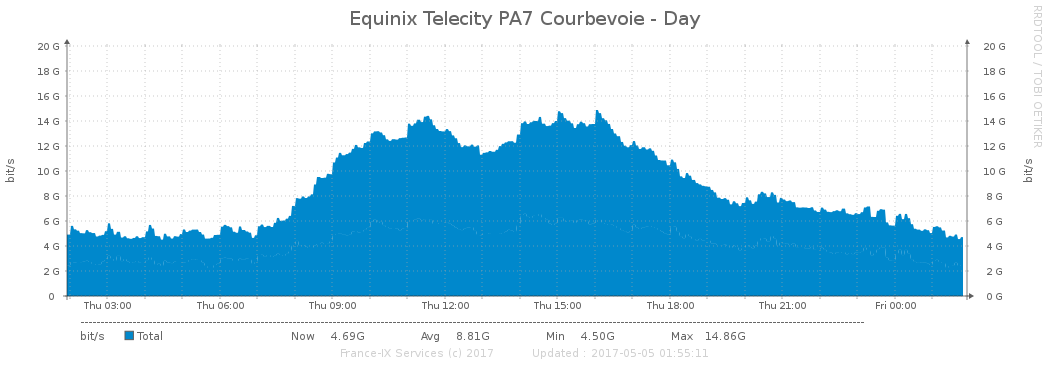 Equinix Telecity PA7 Courbevoie - Day
RRDTOOL / TOBI OETIKER
20 G 20 G
18 G 18 G
16 G 16 G
14 G 14 G
12 G 12 G
10 G 10 G
8 G 8 G
6 G 6 G
4 G 4 G
2 G 2 G
0 0 G
bit/s bit/s
Thu 03:00 Thu 06:00 Thu 09:00 Thu 12:00 Thu 15:00 Thu 18:00 Thu 21:00 Fri 00:00
bit/s Total Now 4.69G Avg 8.81G Min 4.50G Max 14.86G
France-IX Services (c) 2017 Updated : 2017-05-05 01:55:11